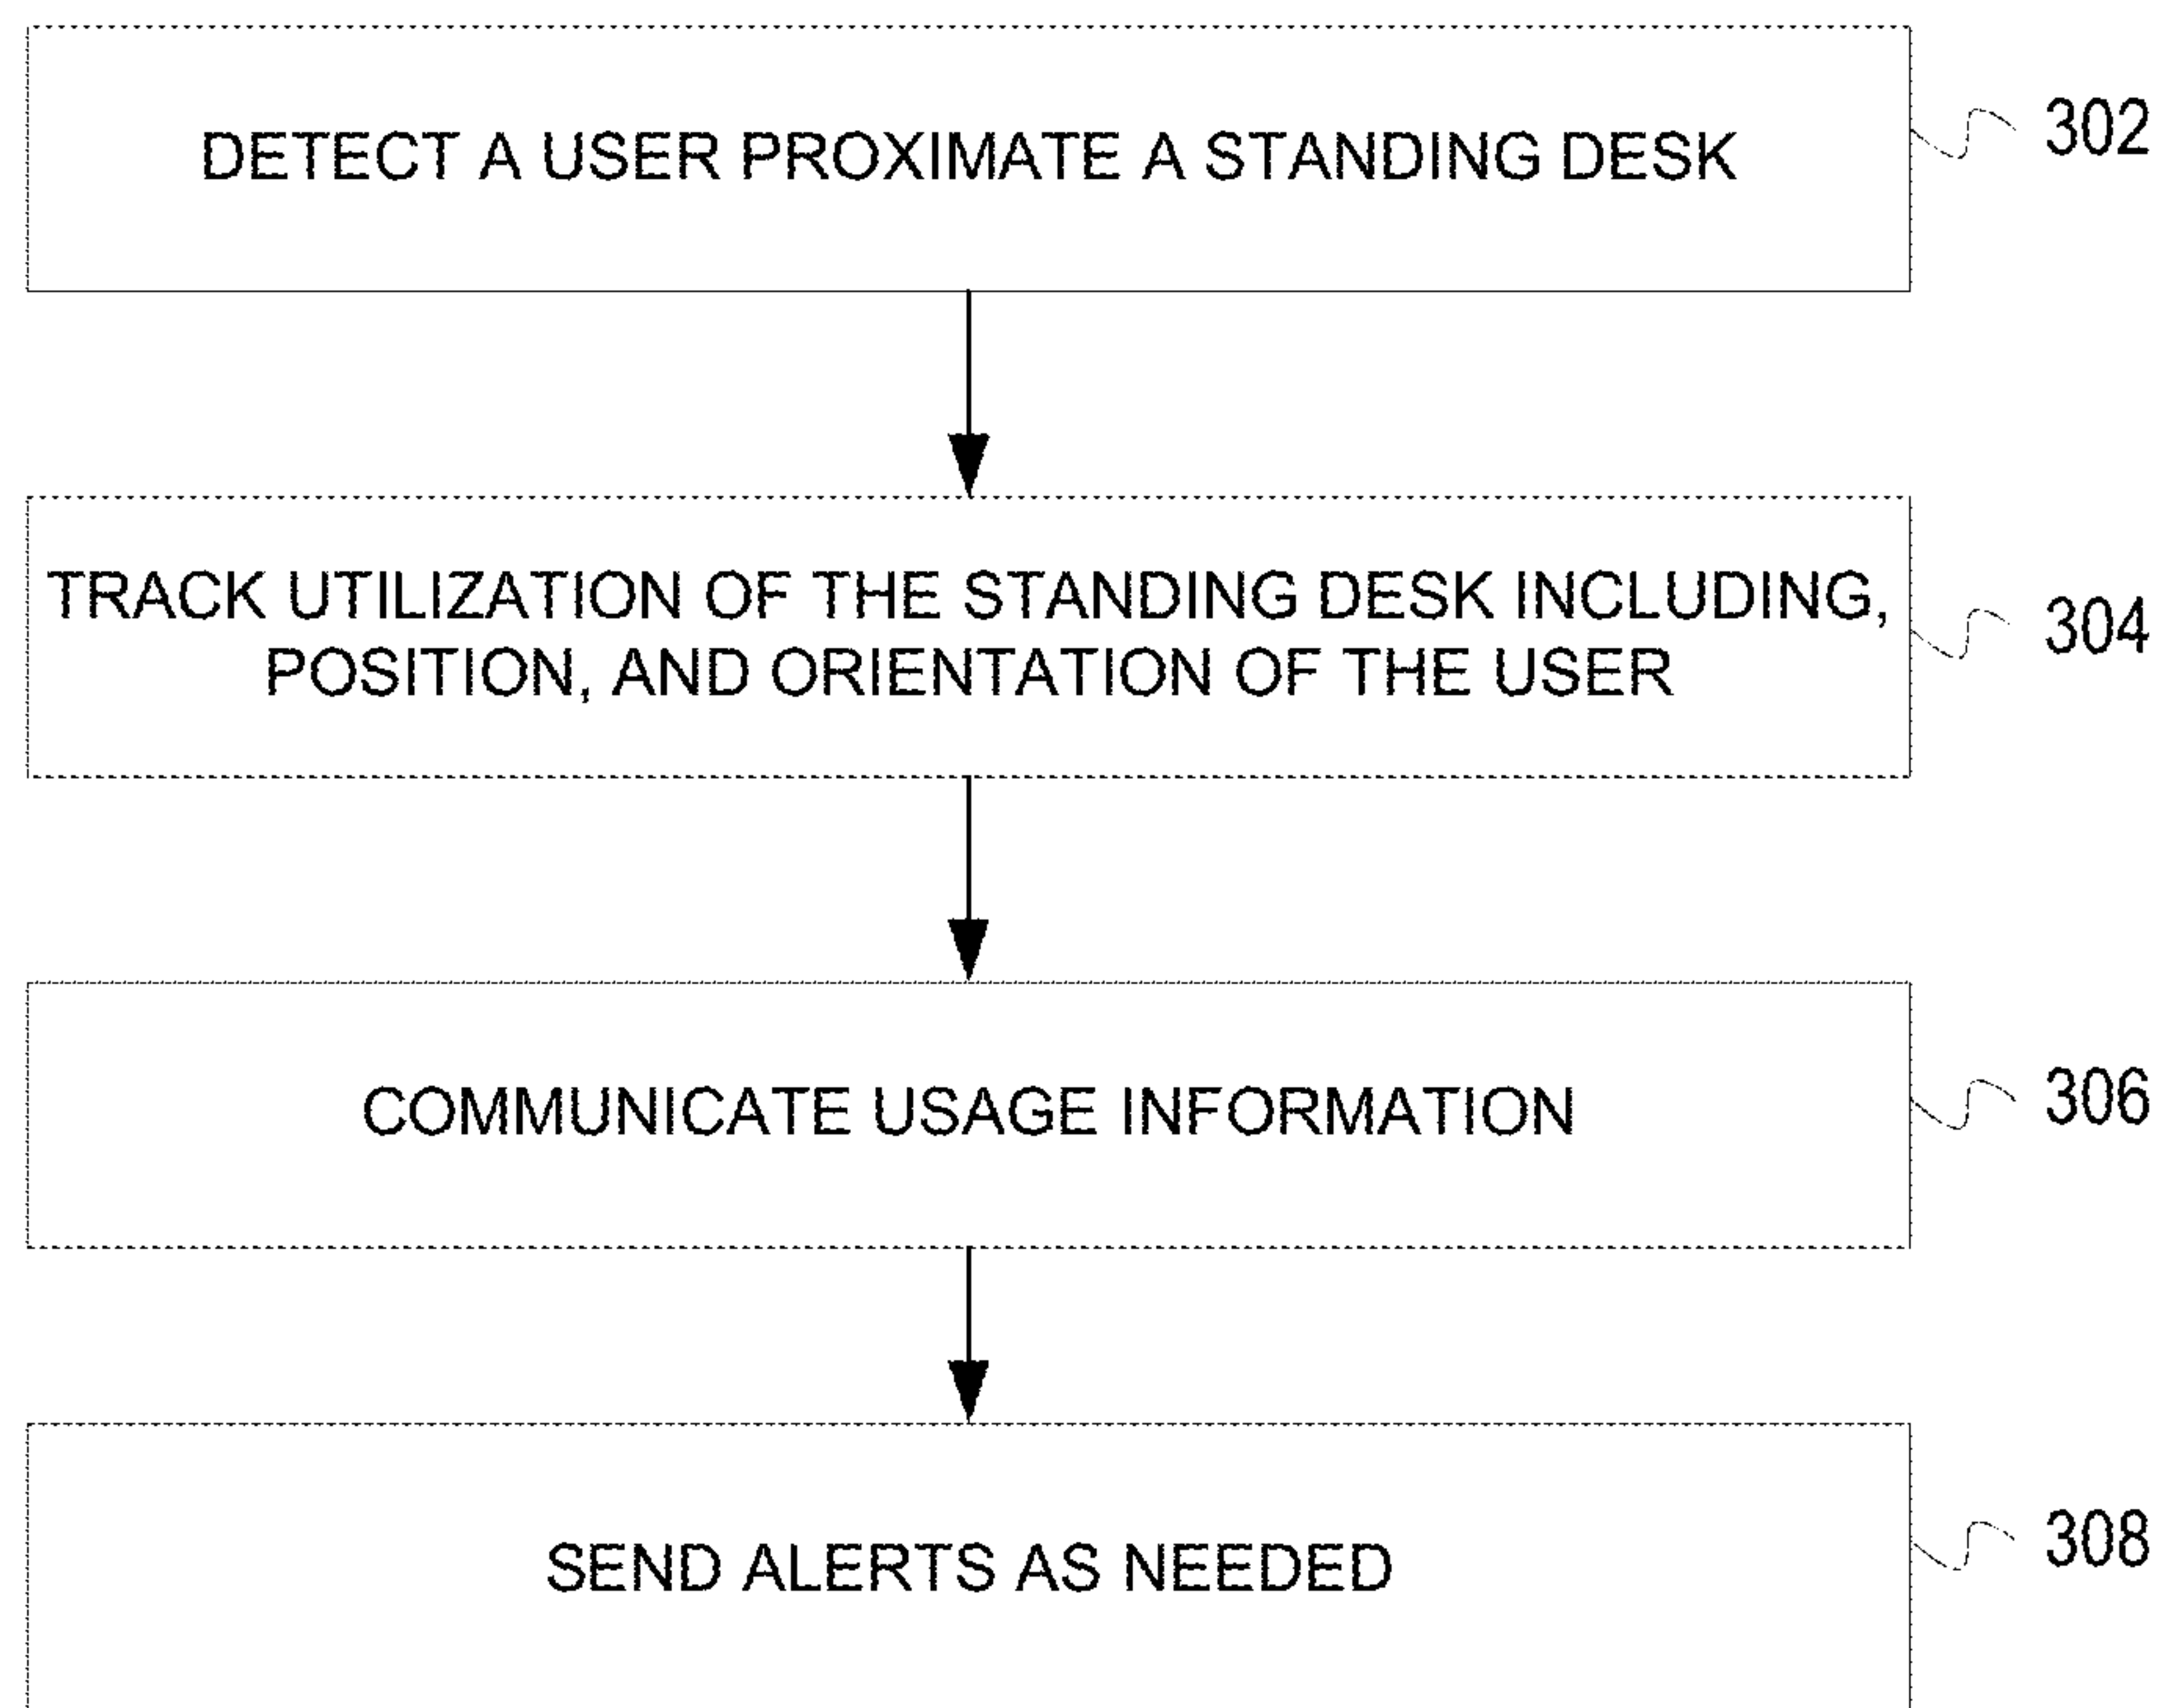 DETECT A USER PROXIMATE A STANDING DESK
302
TRACK UTILIZATION OF THE STANDING DESK INCLUDING,
POSITION, AND ORIENTATION OF THE USER
304
COMMUNICATE USAGE INFORMATION
306
SEND ALERTS AS NEEDED
308